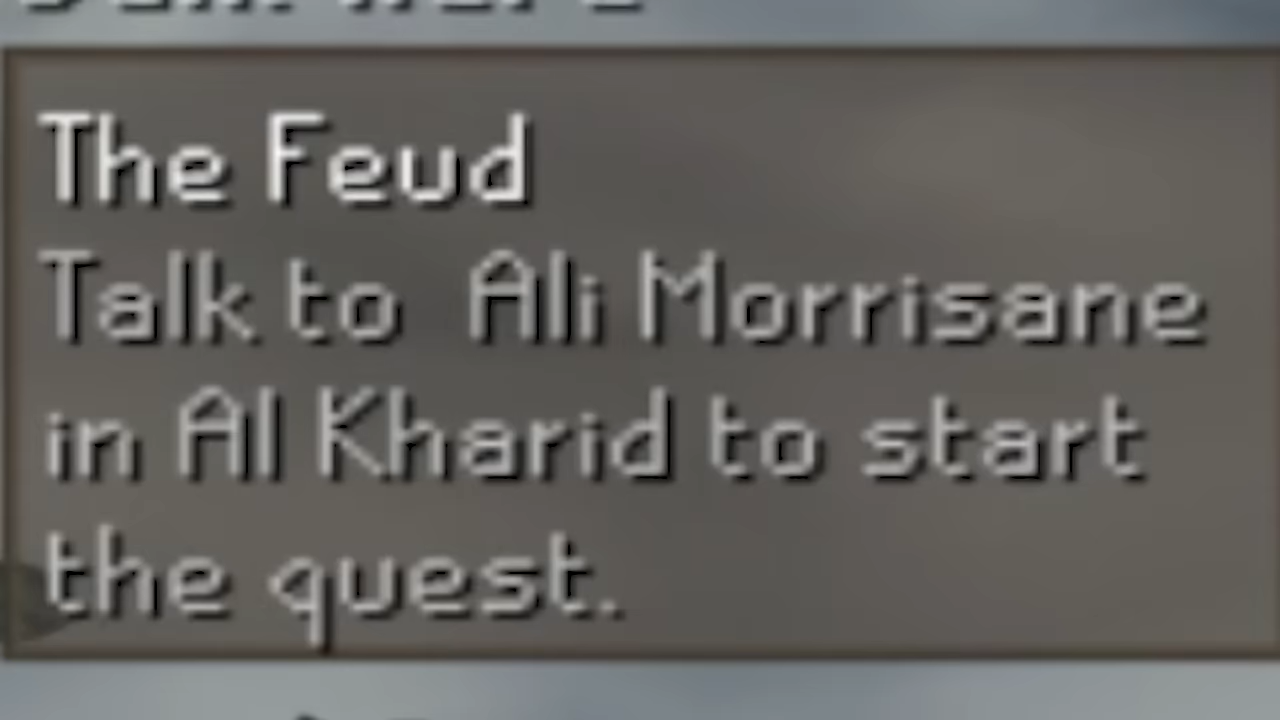 The Feud
Talk to  Ali Morrisane
in Al Kharid to start
the quest.